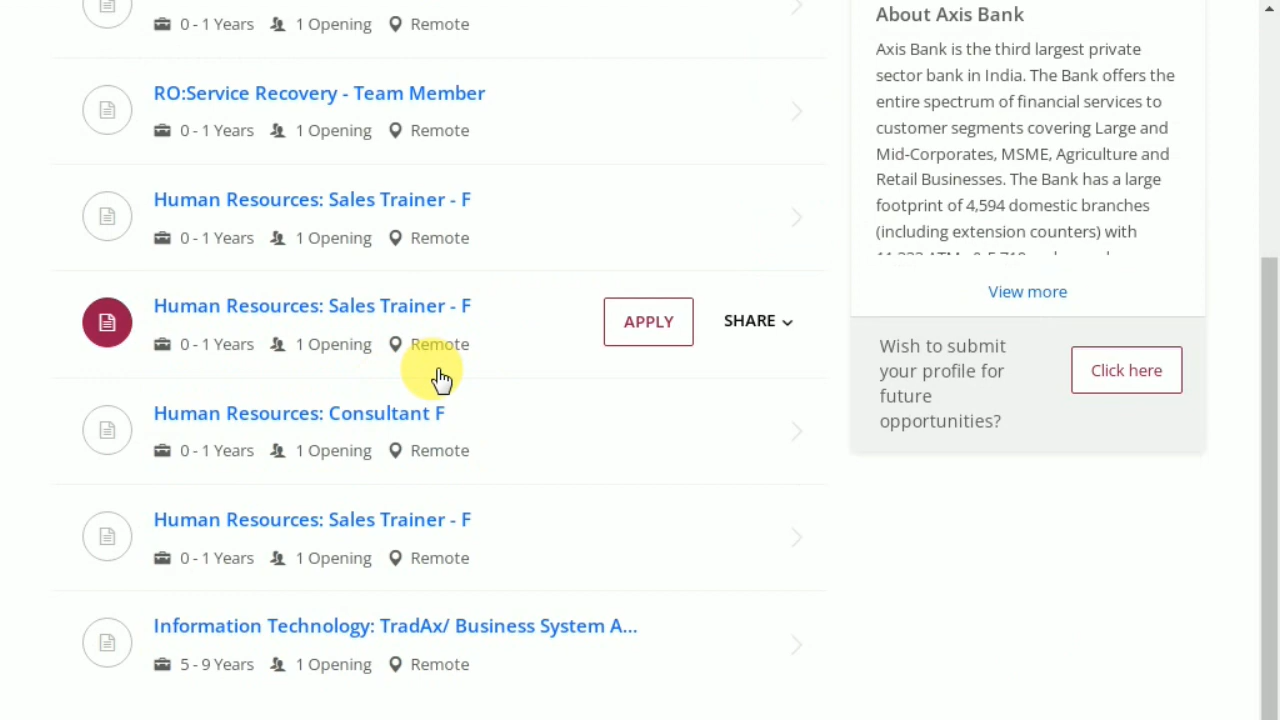 0 - 1 Years 1 Opening Remote
RO:Service Recovery - Team Member
0 - 1 Years 1 Opening Remote
Human Resources: Sales Trainer - F
0 - 1 Years 1 Opening Remote
Human Resources: Sales Trainer - F
0 - 1 Years 1 Opening Remote
APPLY SHARE
Human Resources: Consultant F
0 - 1 Years 1 Opening Remote
Human Resources: Sales Trainer - F
0 - 1 Years 1 Opening Remote
Information Technology: TradAx/ Business System A...
5 - 9 Years 1 Opening Remote
About Axis Bank
Axis Bank is the third largest private
sector bank in India. The Bank offers the
entire spectrum of financial services to
customer segments covering Large and
Mid-Corporates, MSME, Agriculture and
Retail Businesses. The Bank has a large
footprint of 4,594 domestic branches
(including extension counters) with
View more
Wish to submit
your profile for
future
opportunities?
Click here